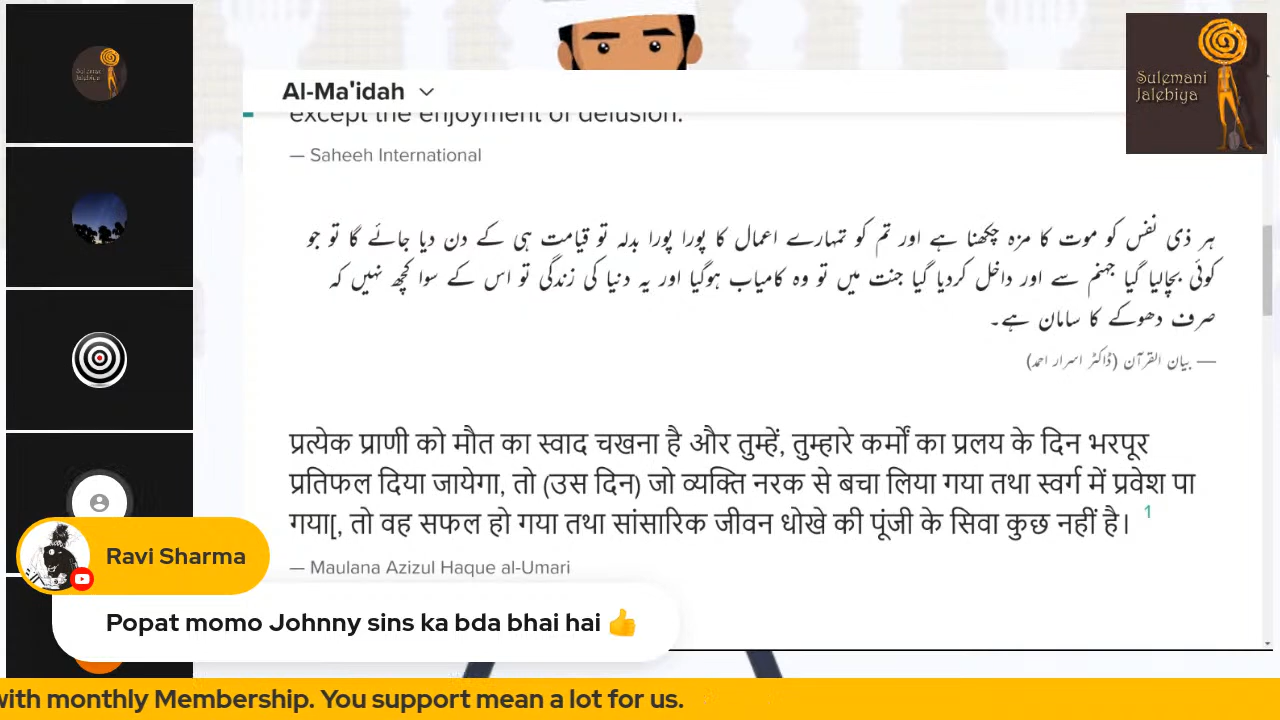 Sulemani
Jalebiya
Al-Ma'idah
except the enjoyment of delusion.
— Saheeh International
ہر ذی نفس کو موت کا مزہ چکھنا ہے اور تم کو تمہارے اعمال کا پورا پورا بدلہ تو قیامت ہی کے دن دیا جائے گا تو جو
کوئی بچالیا گیا جہنم سے اور داخل کردیا گیا جنت میں تو وہ کامیاب ہوگیا اور یہ دنیا کی زندگی تو اس کے سوا کچھ نہیں کہ
صرف دھوکے کا سامان ہے۔
— بیان القرآن (ڈاکٹر اسرار احمد)
प्रत्येक प्राणी को मौत का स्वाद चखना है और तुम्हें, तुम्हारे कर्मों का प्रलय के दिन भरपूर
प्रतिफल दिया जायेगा, तो (उस दिन) जो व्यक्ति नरक से बचा लिया गया तथा स्वर्ग में प्रवेश पा
गया[, तो वह सफल हो गया तथा सांसारिक जीवन धोखे की पूंजी के सिवा कुछ नहीं है। 1
— Maulana Azizul Haque al-Umari
Ravi Sharma
Popat momo Johnny sins ka bda bhai hai 👍
with monthly Membership. You support mean a lot for us.
Sulemani
Jalebiya